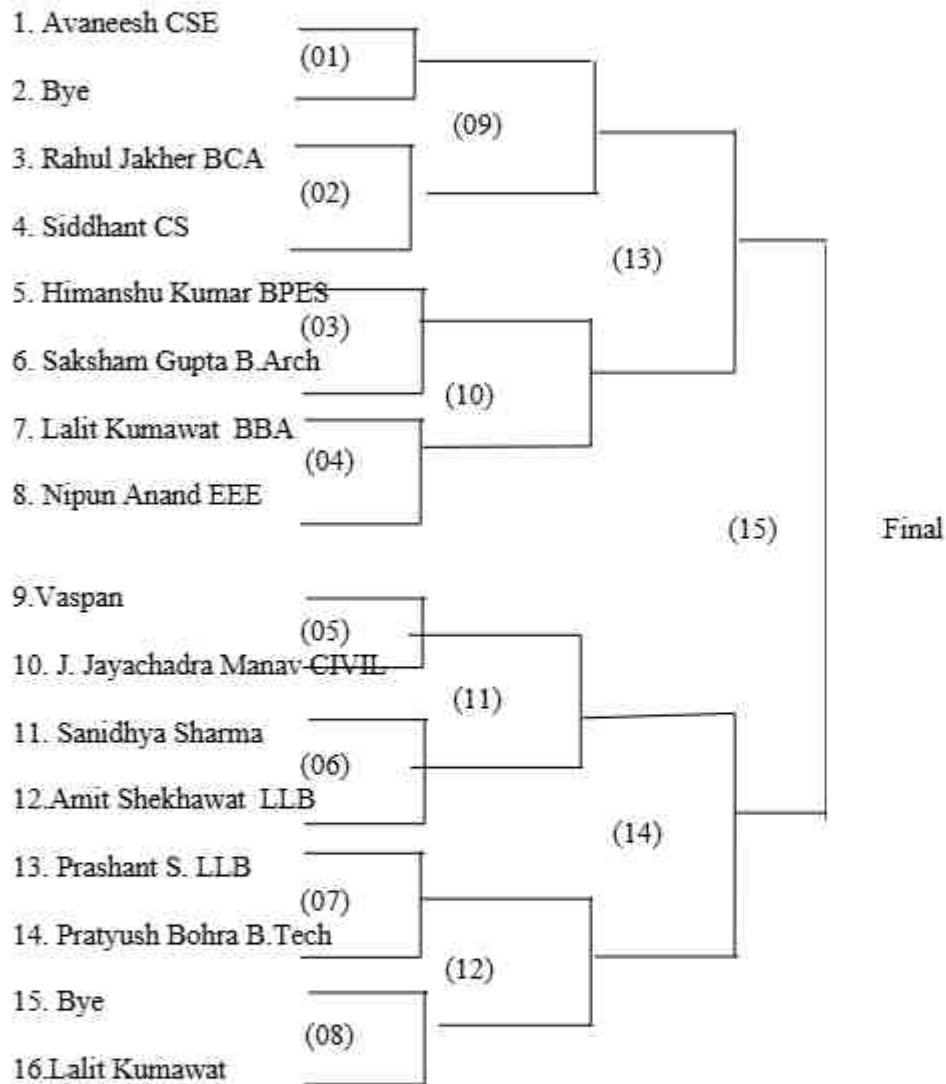 1. Avaneesh CSE
(01)
2. Bye
(09)
3. Rahul Jakher BCA
(02)
4. Siddhant CS
(13)
5. Himanshu Kumar BPES
(03)
6. Saksham Gupta B.Arch
(10)
7. Lalit Kumawat  BBA
(04)
8. Nipun Anand EEE
(15)
Final
9.Vaspan
(05)
10. J. Jayachadra Manav CIVIL
(11)
11. Sanidhya Sharma
(06)
12.Amit Shekhawat  LLB
(14)
13. Prashant S. LLB
(07)
14. Pratyush Bohra B.Tech
(12)
15. Bye
(08)
16.Lalit Kumawat